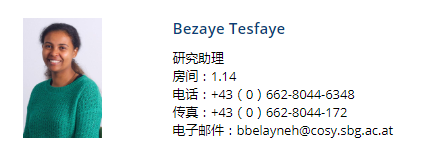 Bezaye Tesfaye
研究助理
房间：1.14
电话：+43（0）662-8044-6348
传真：+43（0）662-8044-172
电子邮件：bbelayneh@cosy.sbg.ac.at